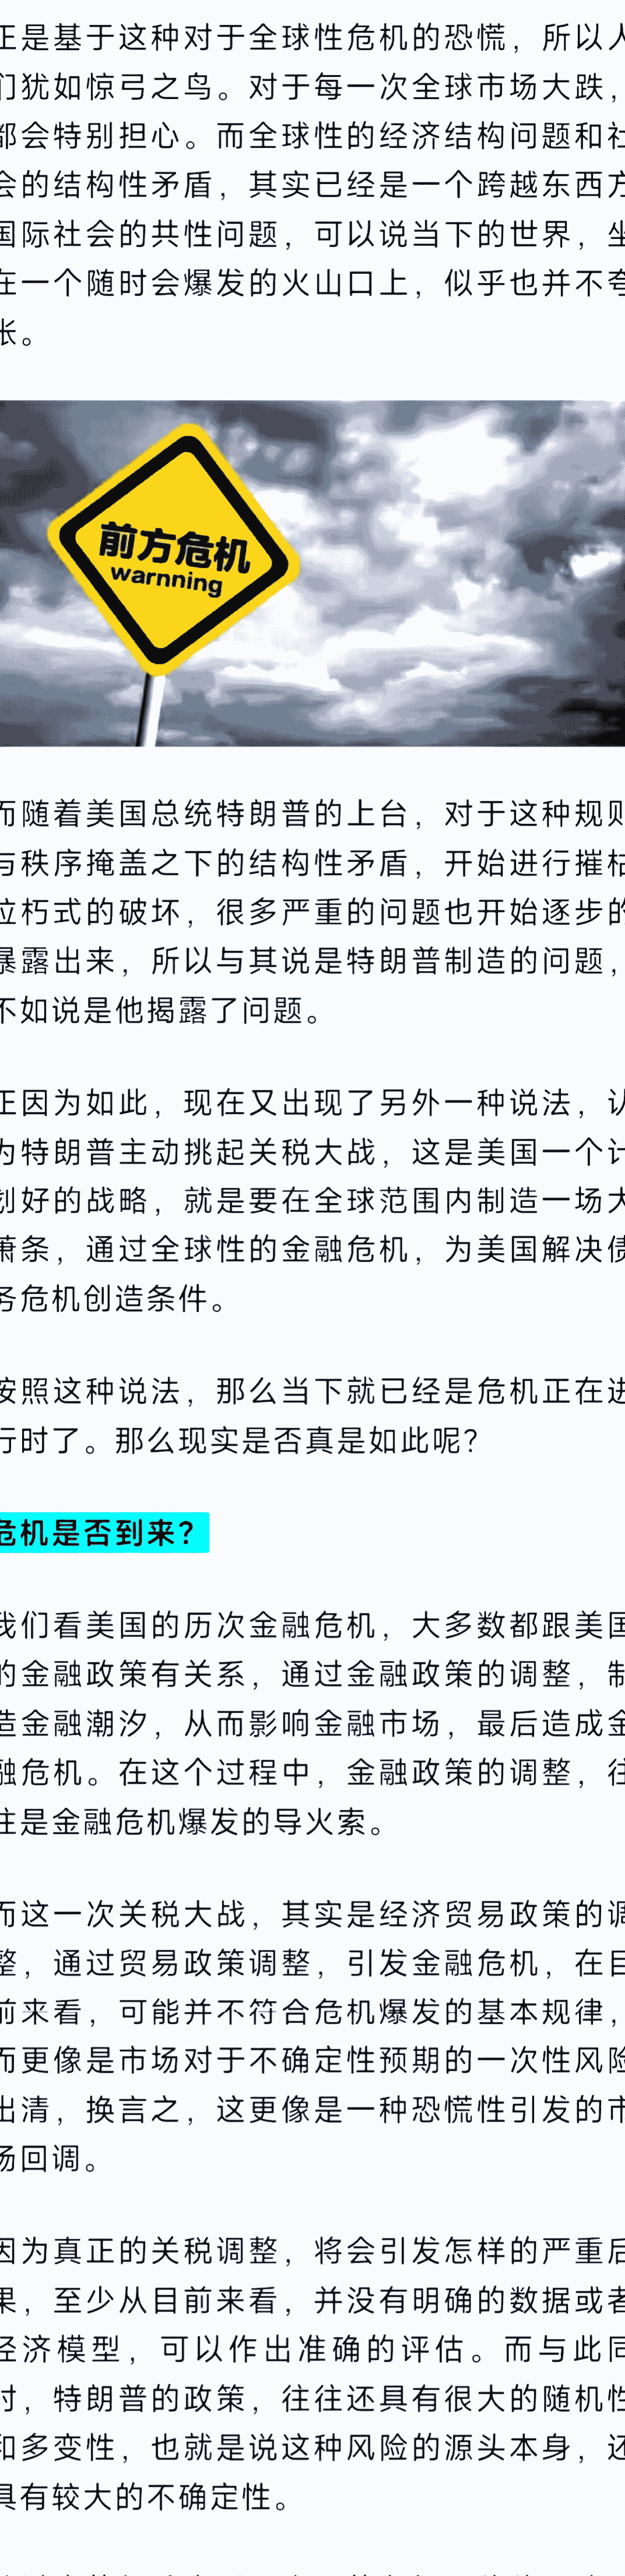 正是基于这种对于全球性危机的恐慌，所以人
们犹如惊弓之鸟。对于每一次全球市场大跌，
都会特别担心。而全球性的经济结构问题和社
会的结构性矛盾，其实已经是一个跨越东西方
国际社会的共性问题，可以说当下的世界，坐
在一个随时会爆发的火山口上，似乎也并不夸
张。
前方危机
warnning
而随着美国总统特朗普的上台，对于这种规则
与秩序掩盖之下的结构性矛盾，开始进行摧枯
拉朽式的破坏，很多严重的问题也开始逐步的
暴露出来，所以与其说是特朗普制造的问题，
不如说是他揭露了问题。
正因为如此，现在又出现了另外一种说法，认
为特朗普主动挑起关税大战，这是美国一个计
划好的战略，就是要在全球范围内制造一场大
萧条，通过全球性的金融危机，为美国解决债
务危机创造条件。
按照这种说法，那么当下就已经是危机正在进
行时了。那么现实是否真是如此呢？
危机是否到来？
我们看美国的历次金融危机，大多数都跟美国
的金融政策有关系，通过金融政策的调整，制
造金融潮汐，从而影响金融市场，最后造成金
融危机。在这个过程中，金融政策的调整，往
往是金融危机爆发的导火索。
而这一次关税大战，其实是经济贸易政策的调
整，通过贸易政策调整，引发金融危机，在目
前来看，可能并不符合危机爆发的基本规律，
而更像是市场对于不确定性预期的一次性风险
出清，换言之，这更像是一种恐慌性引发的市
场回调。
因为真正的关税调整，将会引发怎样的严重后
果，至少从目前来看，并没有明确的数据或者
经济模型，可以作出准确的评估。而与此同
时，特朗普的政策，往往还具有很大的随机性
和多变性，也就是说这种风险的源头本身，还
具有较大的不确定性。